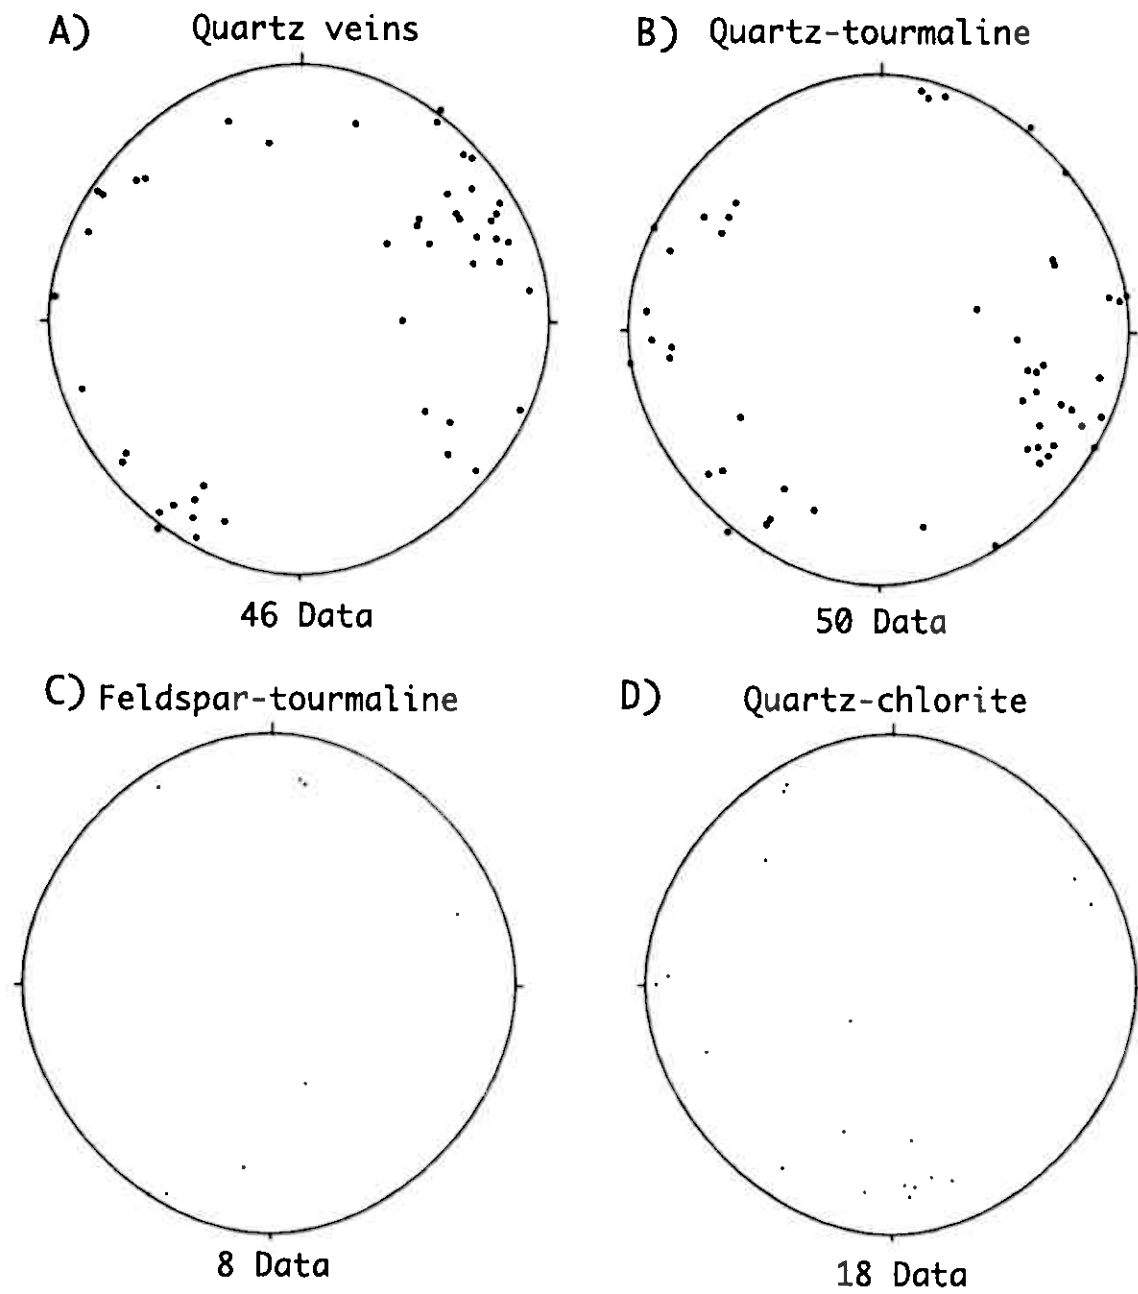 A) Quartz veins
B) Quartz-tourmaline
46 Data
50 Data
C) Feldspar-tourmaline
D) Quartz-chlorite
8 Data
18 Data